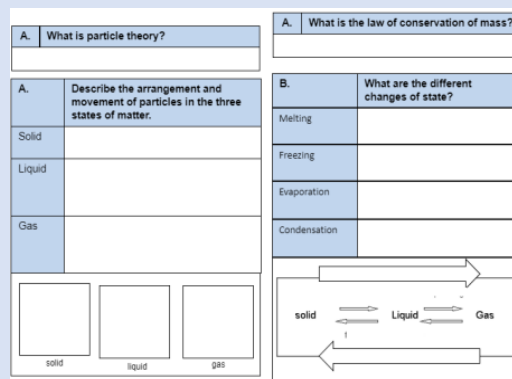 A. What is particle theory?
A. Describe the arrangement and
movement of particles in the three
states of matter.
Solid
Liquid
Gas
solid
liquid
gas
A. What is the law of conservation of mass?
B. What are the different
changes of state?
Melting
Freezing
Evaporation
Condensation
solid Liquid Gas